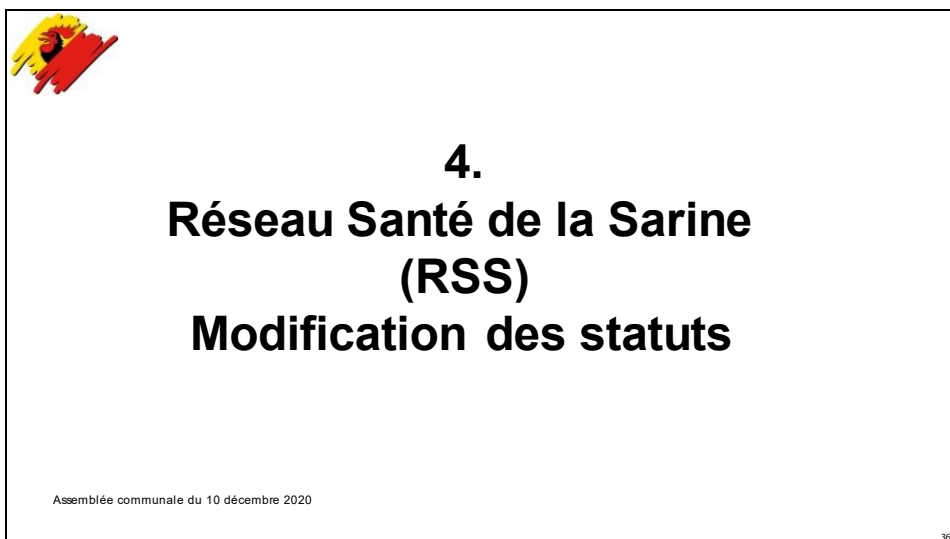 4.
Réseau Santé de la Sarine
(RSS)
Modification des statuts
Assemblée communale du 10 décembre 2020
36